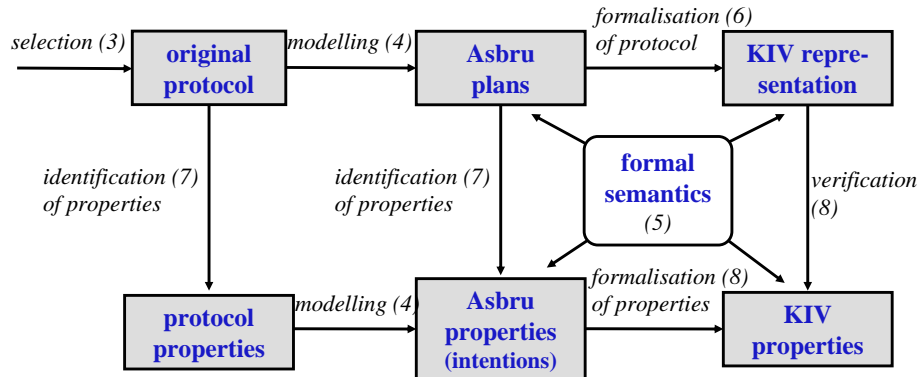 selection (3)
original
protocol
modelling (4)
Asbru
plans
formalisation (6)
of protocol
KIV repre-
sentation
identification (7)
of properties
identification (7)
of properties
formal
semantics
(5)
verification
(8)
protocol
properties
modelling (4)
Asbru
properties
(intentions)
formalisation (8)
of properties
KIV
properties